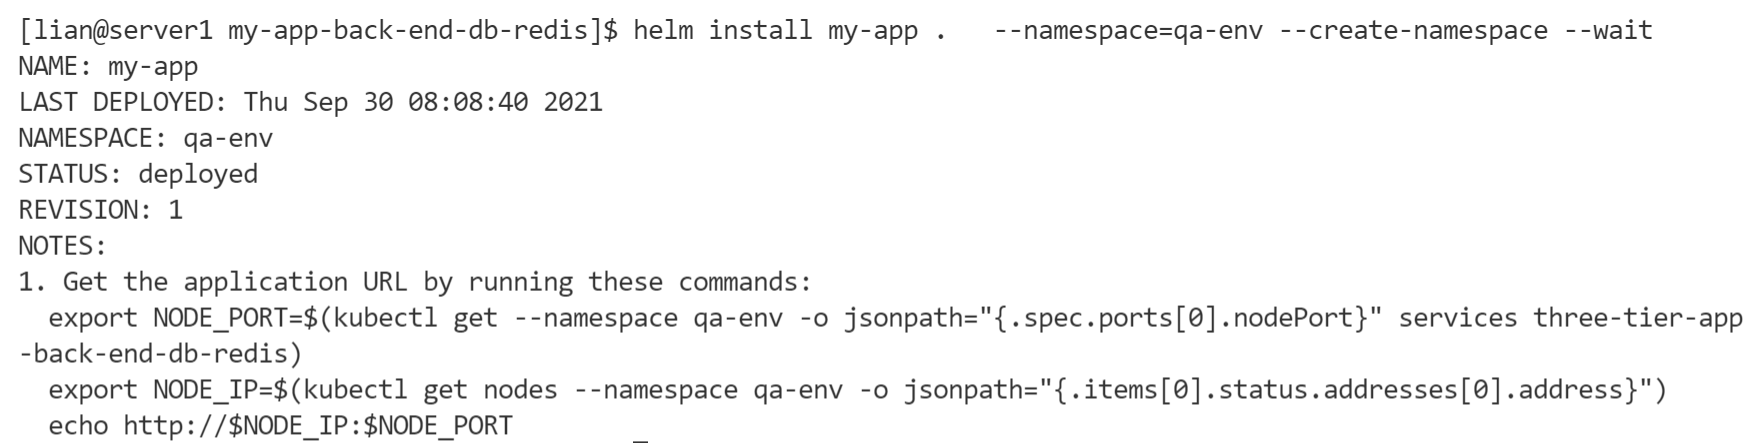 [lian@server1 my-app-back-end-db-redis]$ helm install my-app .   --namespace=qa-env --create-namespace --wait
NAME: my-app
LAST DEPLOYED: Thu Sep 30 08:08:40 2021
NAMESPACE: qa-env
STATUS: deployed
REVISION: 1
NOTES:
1. Get the application URL by running these commands:
  export NODE_PORT=$(kubectl get --namespace qa-env -o jsonpath="{.spec.ports[0].nodePort}" services three-tier-app
-back-end-db-redis)
  export NODE_IP=$(kubectl get nodes --namespace qa-env -o jsonpath="{.items[0].status.addresses[0].address}")
  echo http://$NODE_IP:$NODE_PORT